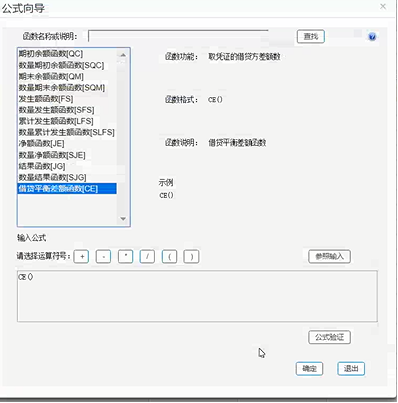 公式向导
函数名称或说明:
查找
期初余额函数[QC]
数量期初余额函数[SQC]
期末余额函数[QM]
数量期末余额函数[SQM]
发生额函数[FS]
数量发生额函数[SFS]
累计发生额函数[LFS]
数量累计发生额函数[SLFS]
净额函数[JE]
数量净额函数[SJE]
结果函数[JG]
数量结果函数[SJG]
借贷平衡差额函数[CE]
函数功能: 取凭证的借贷方差额数
函数格式: CE()
函数说明: 借贷平衡差额函数
示例
CE()
输入公式
请选择运算符号: + - * / ( )
参照输入
CE()
公式验证
确定 退出